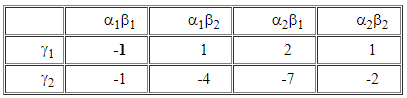 α₁β₁ α₁β₂ α₂β₁ α₂β₂
γ₁ -1 1 2 1
γ₂ -1 -4 -7 -2